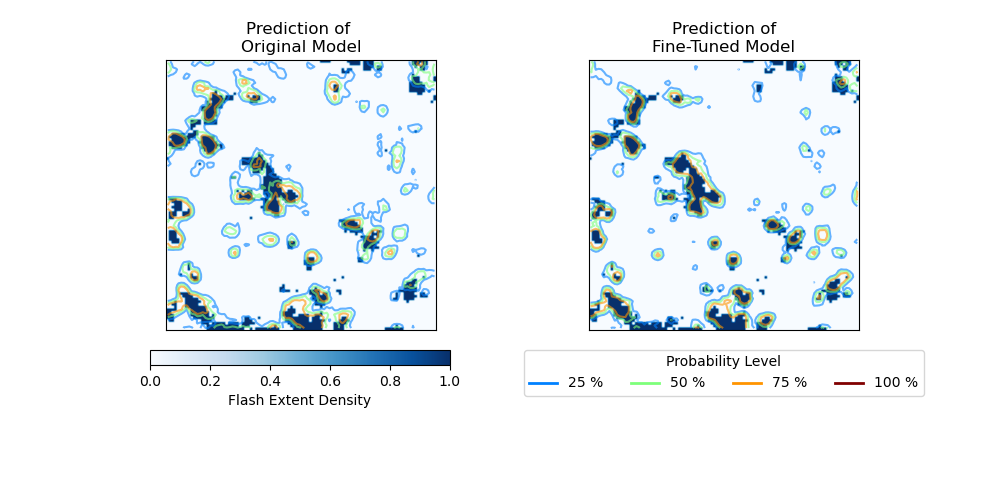 Prediction of
Original Model
Prediction of
Fine-Tuned Model
0.0 0.2 0.4 0.6 0.8 1.0
Flash Extent Density
Probability Level
25 % 50 % 75 % 100 %